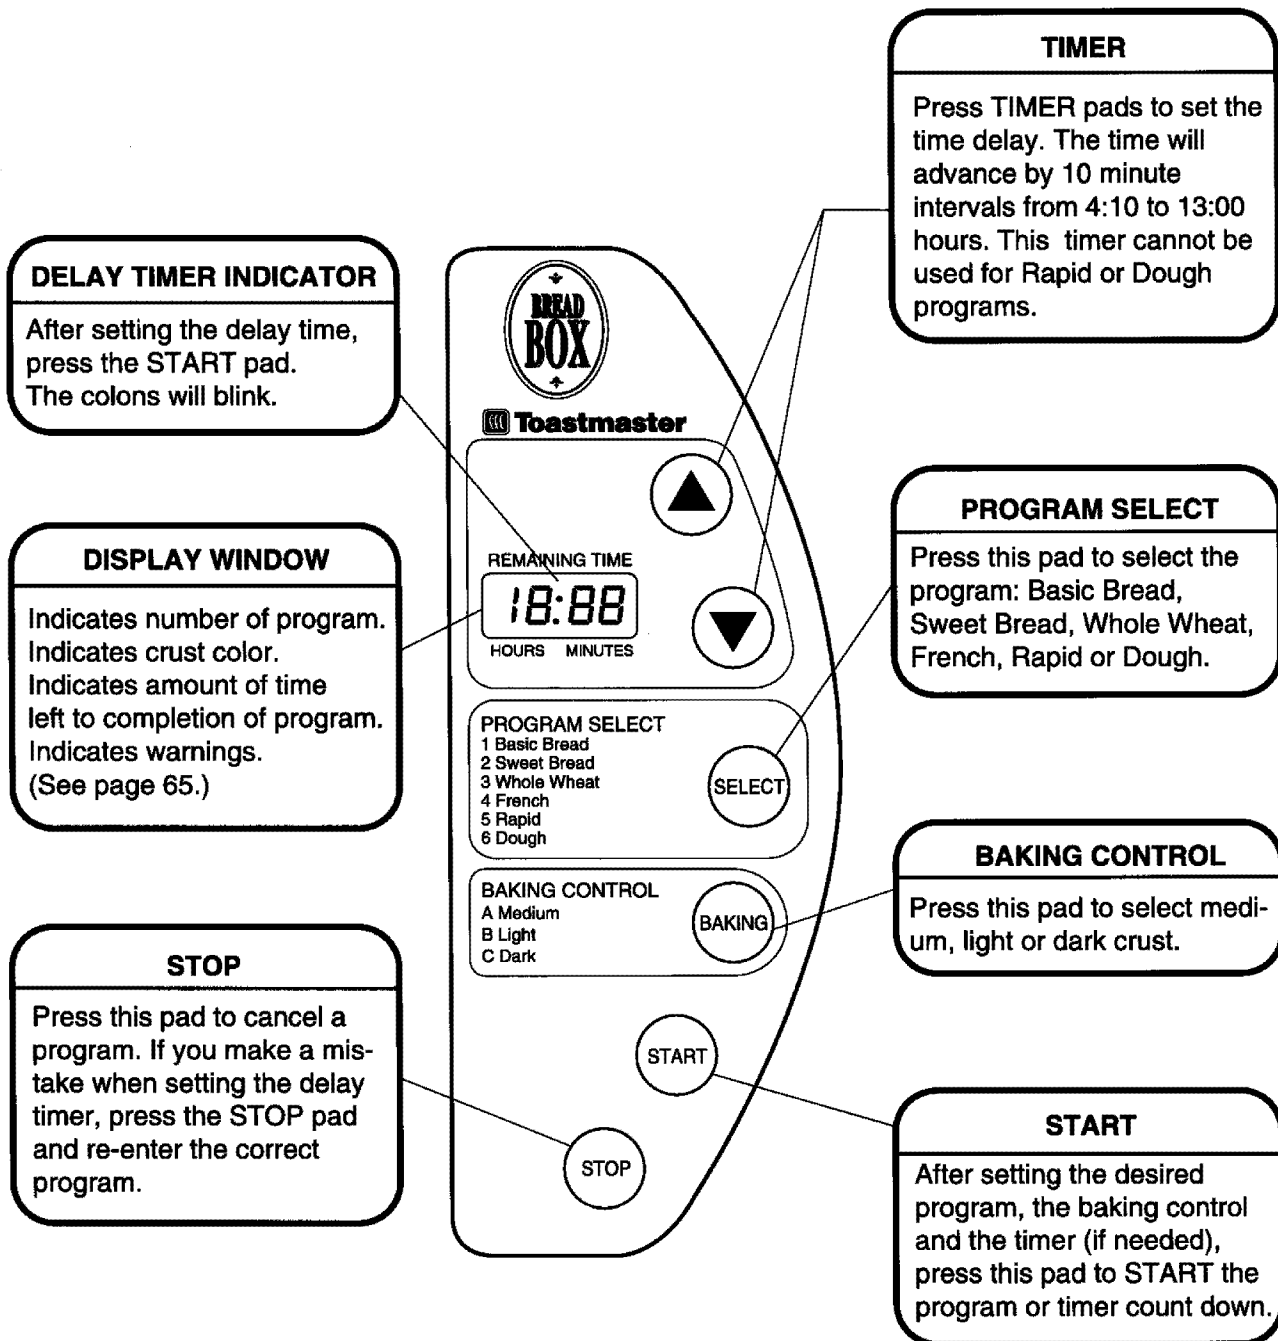 TIMER
Press TIMER pads to set the
time delay. The time will
advance by 10 minute
intervals from 4:10 to 13:00
hours. This timer cannot be
used for Rapid or Dough
programs.
DELAY TIMER INDICATOR
After setting the delay time,
press the START pad.
The colons will blink.
DISPLAY WINDOW
Indicates number of program.
Indicates crust color.
Indicates amount of time
left to completion of program.
Indicates warnings.
(See page 65.)
STOP
Press this pad to cancel a
program. If you make a mis-
take when setting the delay
timer, press the STOP pad
and re-enter the correct
program.
BREAD
BOX
Toastmaster
REMAINING TIME
18:88
HOURS MINUTES
PROGRAM SELECT
1 Basic Bread
2 Sweet Bread
3 Whole Wheat
4 French
5 Rapid
6 Dough
SELECT
BAKING CONTROL
A Medium
B Light
C Dark
BAKING
START
STOP
PROGRAM SELECT
Press this pad to select the
program: Basic Bread,
Sweet Bread, Whole Wheat,
French, Rapid or Dough.
BAKING CONTROL
Press this pad to select medi-
um, light or dark crust.
START
After setting the desired
program, the baking control
and the timer (if needed),
press this pad to START the
program or timer count down.